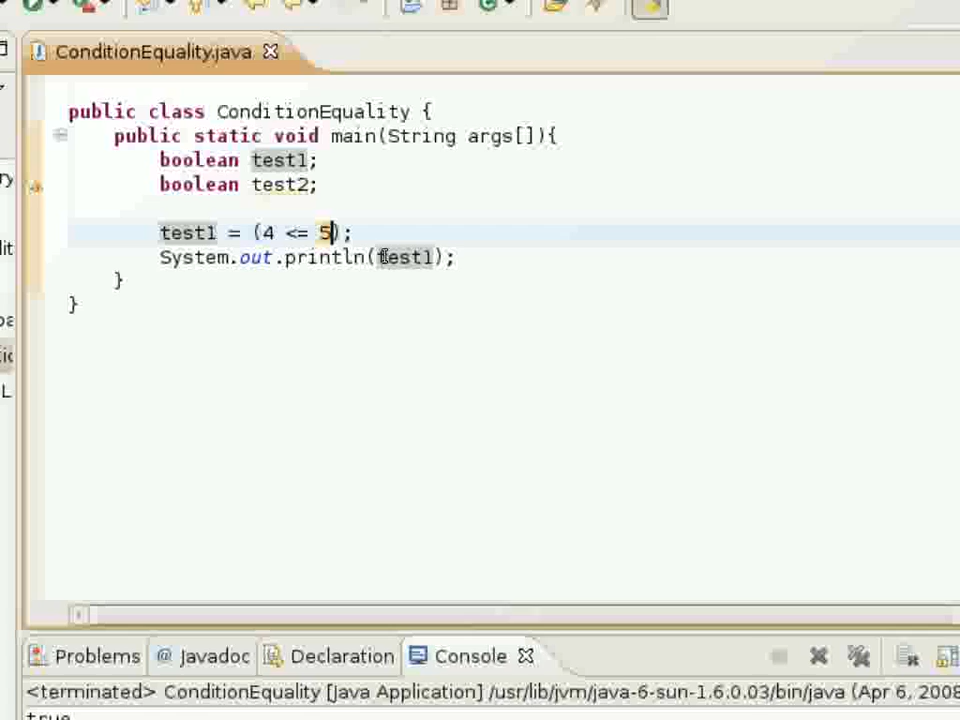 ConditionEquality.java
public class ConditionEquality {
public static void main(String args[]){
boolean test1;
boolean test2;
test1 = (4 <= 5);
System.out.println(test1);
}
}
Problems @ Javadoc Declaration Console
<terminated> ConditionEquality [Java Application] /usr/lib/jvm/java-6-sun-1.6.0.03/bin/java (Apr 6, 2008
true